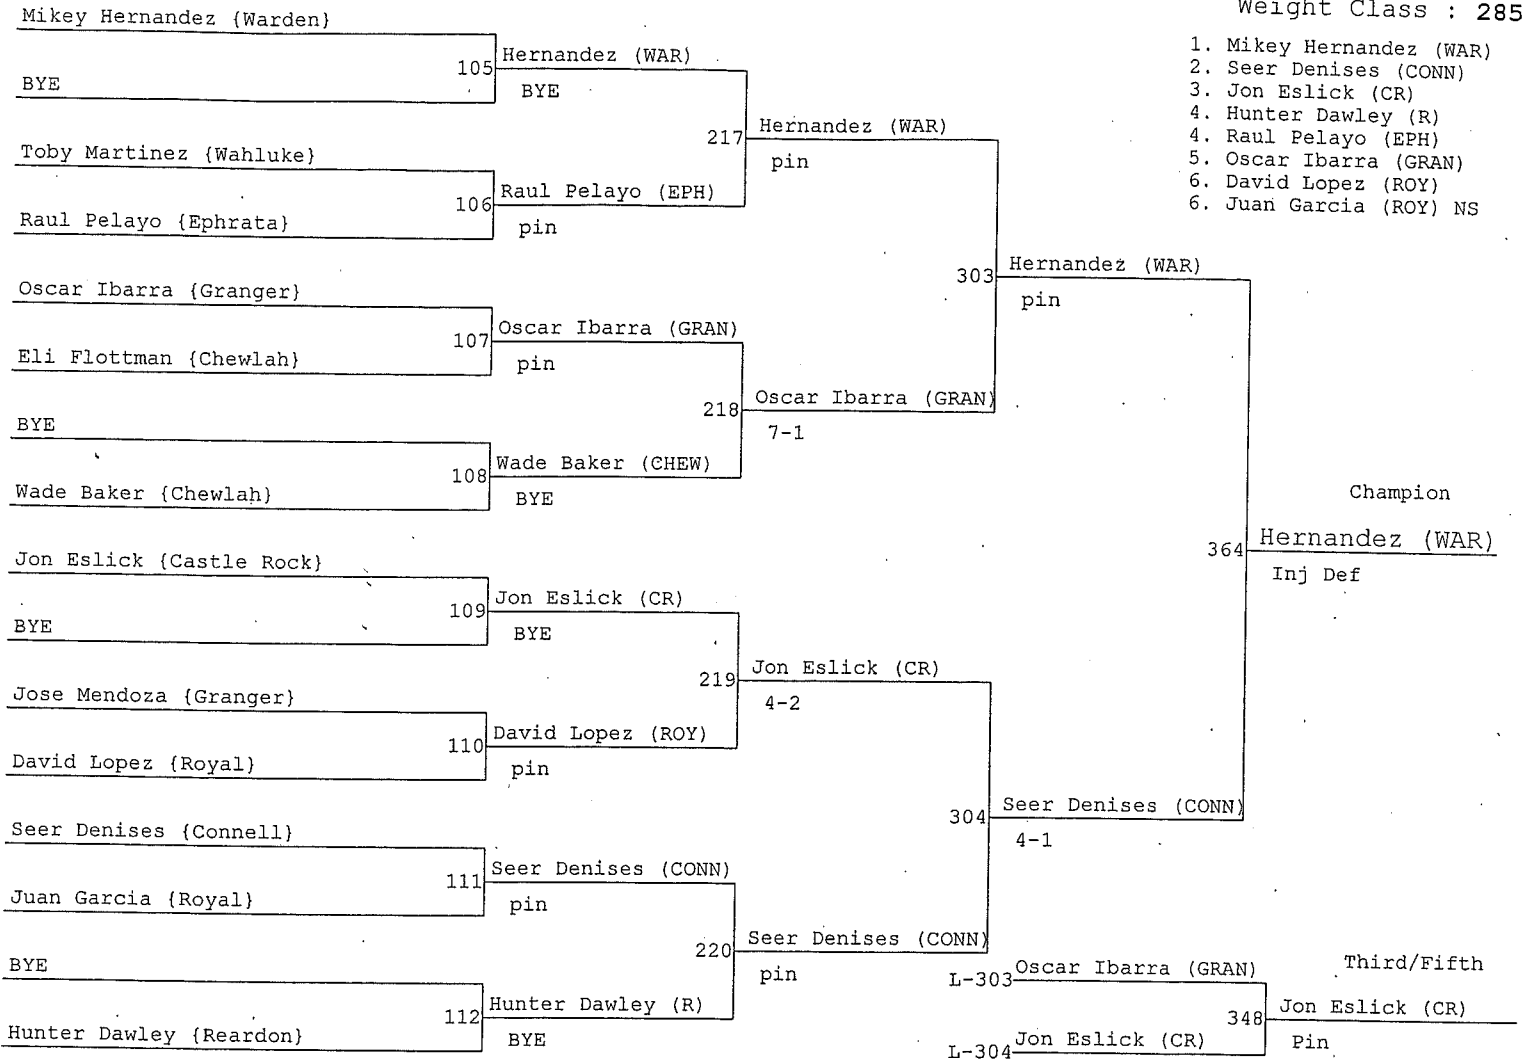 Weight Class : 285
1. Mikey Hernandez (WAR)
2. Seer Denises (CONN)
3. Jon Eslick (CR)
4. Hunter Dawley (R)
4. Raul Pelayo (EPH)
5. Oscar Ibarra (GRAN)
6. David Lopez (ROY)
6. Juan Garcia (ROY) NS
Mikey Hernandez {Warden}
BYE
105
Hernandez (WAR)
BYE
Toby Martinez {Wahluke}
Raul Pelayo {Ephrata}
106
Raul Pelayo (EPH)
pin
217
Hernandez (WAR)
pin
Oscar Ibarra {Granger}
Eli Flottman {Chewlah}
107
Oscar Ibarra (GRAN)
pin
BYE
Wade Baker {Chewlah}
108
Wade Baker (CHEW)
BYE
218
Oscar Ibarra (GRAN)
7-1
303
Hernandez (WAR)
pin
Jon Eslick {Castle Rock}
BYE
109
Jon Eslick (CR)
BYE
Jose Mendoza {Granger}
David Lopez {Royal}
110
David Lopez (ROY)
pin
219
Jon Eslick (CR)
4-2
Seer Denises {Connell}
Juan Garcia {Royal}
111
Seer Denises (CONN)
pin
BYE
Hunter Dawley {Reardon}
112
Hunter Dawley (R)
BYE
220
Seer Denises (CONN)
pin
304
Seer Denises (CONN)
4-1
Champion
364
Hernandez (WAR)
Inj Def
Third/Fifth
L-303
Oscar Ibarra (GRAN)
L-304
Jon Eslick (CR)
348
Jon Eslick (CR)
Pin